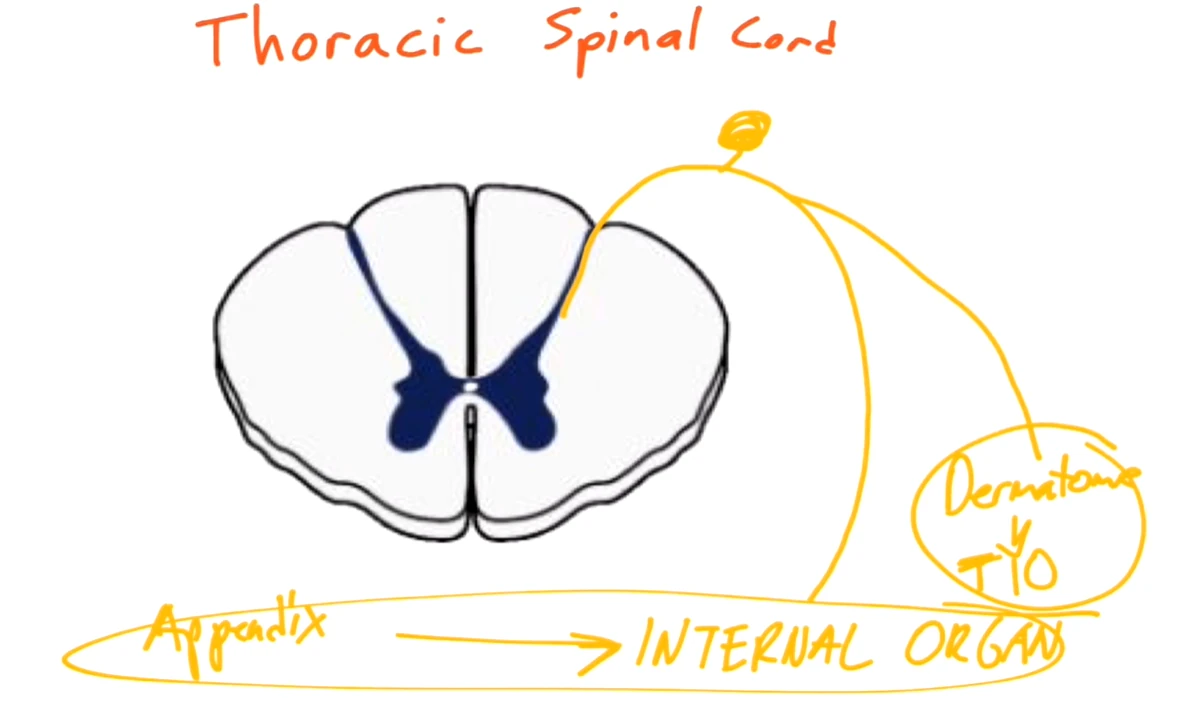 Thoracic Spinal Cord
Dermatome
T10
Appendix → INTERNAL ORGAN